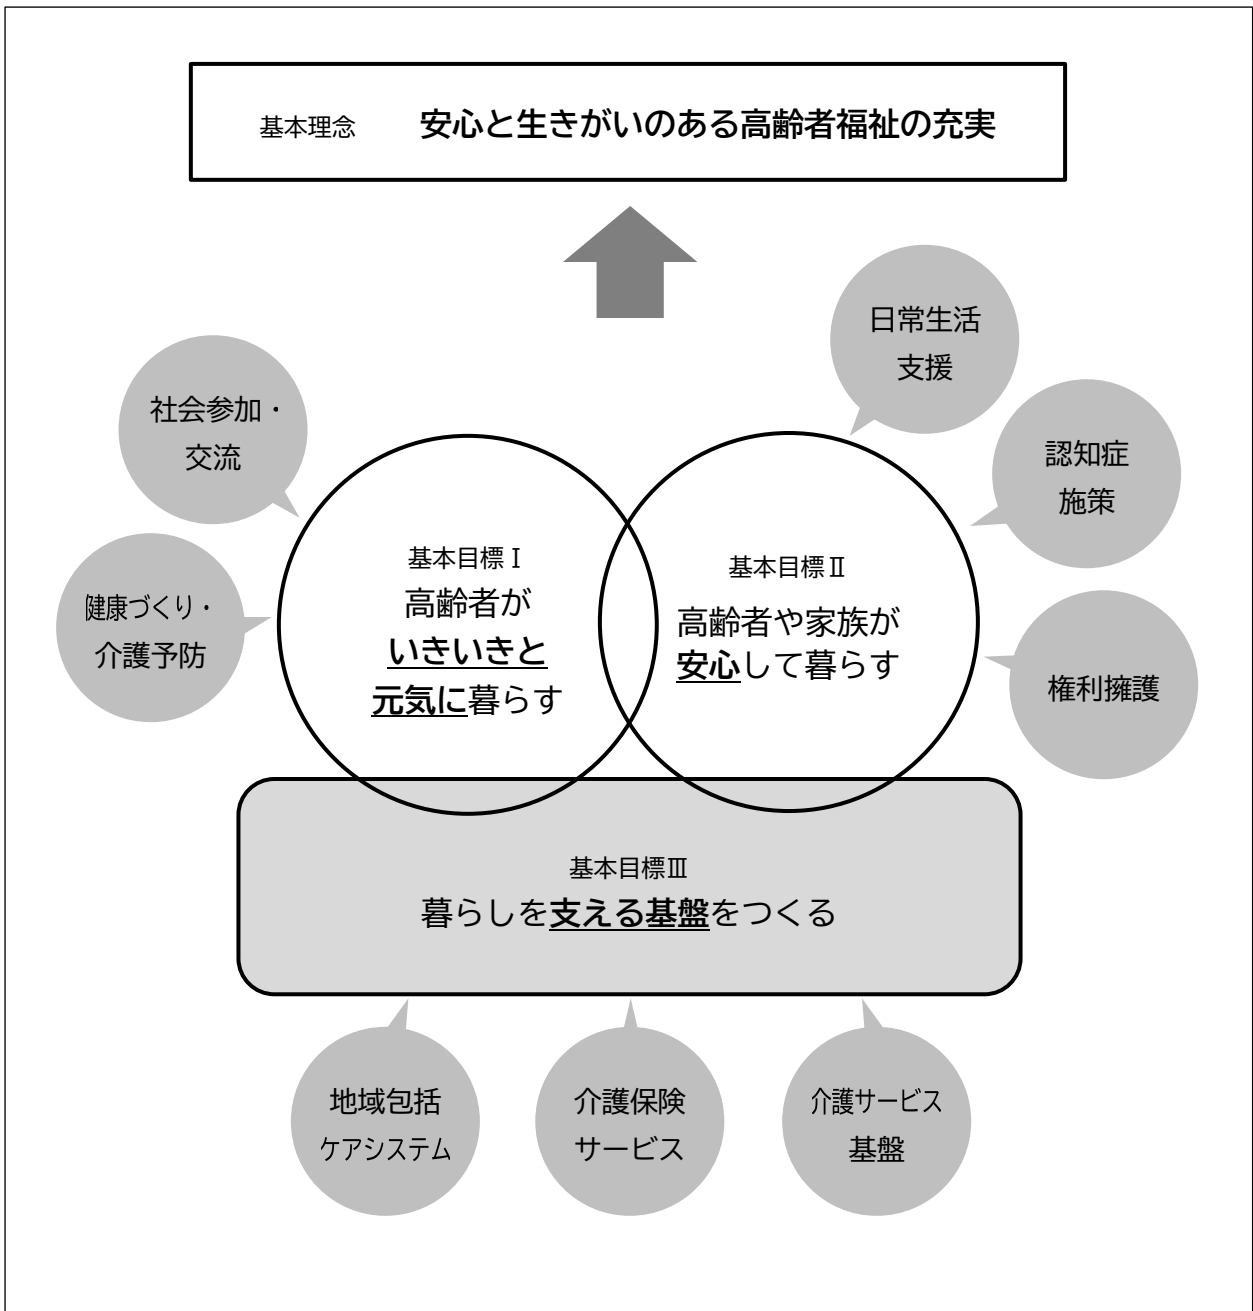 基本理念 安心と生きがいのある高齢者福祉の充実
日常生活
支援
社会参加・
交流
認知症
施策
基本目標Ⅰ
高齢者が
いきいきと
元気に暮らす
基本目標Ⅱ
高齢者や家族が
安心して暮らす
健康づくり・
介護予防
権利擁護
基本目標Ⅲ
暮らしを支える基盤をつくる
地域包括
ケアシステム
介護保険
サービス
介護サービス
基盤